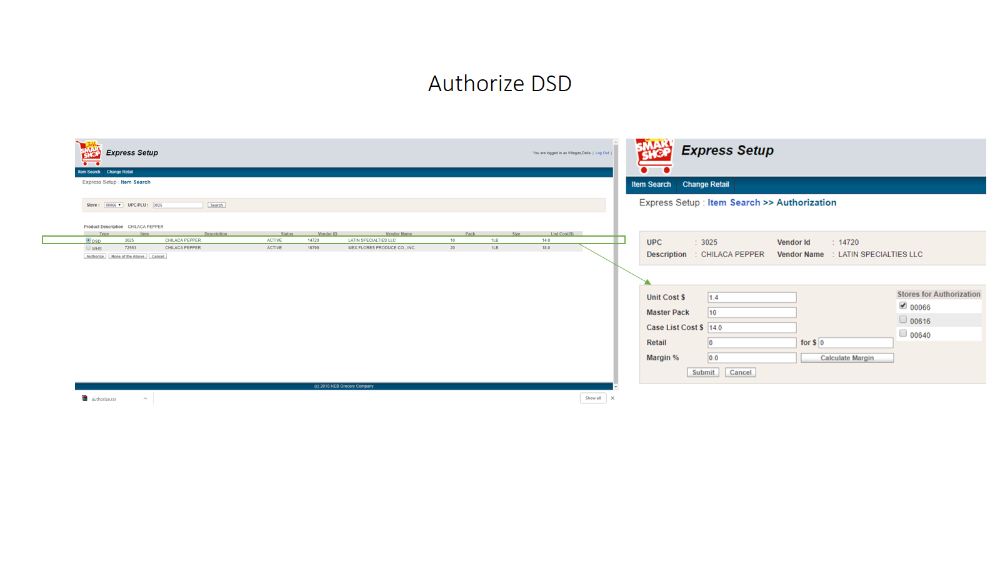 Authorize DSD
JoVi's
SMART
SHOP
Express Setup
You are logged in as Villegas,Delia | Log Out |
Item Search Change Retail
Express Setup : Item Search
Store : 00066 UPC/PLU : 3025 Search
Product Description CHILACA PEPPER
Type Item Description Status Vendor ID Vendor Name Pack Size List Cost($)
DSD 3025 CHILACA PEPPER ACTIVE 14720 LATIN SPECIALTIES LLC 10 1LB 14.0
WHS 72553 CHILACA PEPPER ACTIVE 16799 MEX FLORES PRODUCE CO., INC. 20 1LB 18.0
Authorize None of the Above Cancel
(c) 2010 HEB Grocery Company
authorize.rar Show all
SMART
SHOP
Express Setup
Item Search Change Retail
Express Setup : Item Search >> Authorization
UPC : 3025 Vendor Id : 14720
Description : CHILACA PEPPER Vendor Name : LATIN SPECIALTIES LLC
Unit Cost $ 1.4
Master Pack 10
Case List Cost $ 14.0
Retail 0 for $ 0
Margin % 0.0 Calculate Margin
Submit Cancel
Stores for Authorization
00066
00616
00640